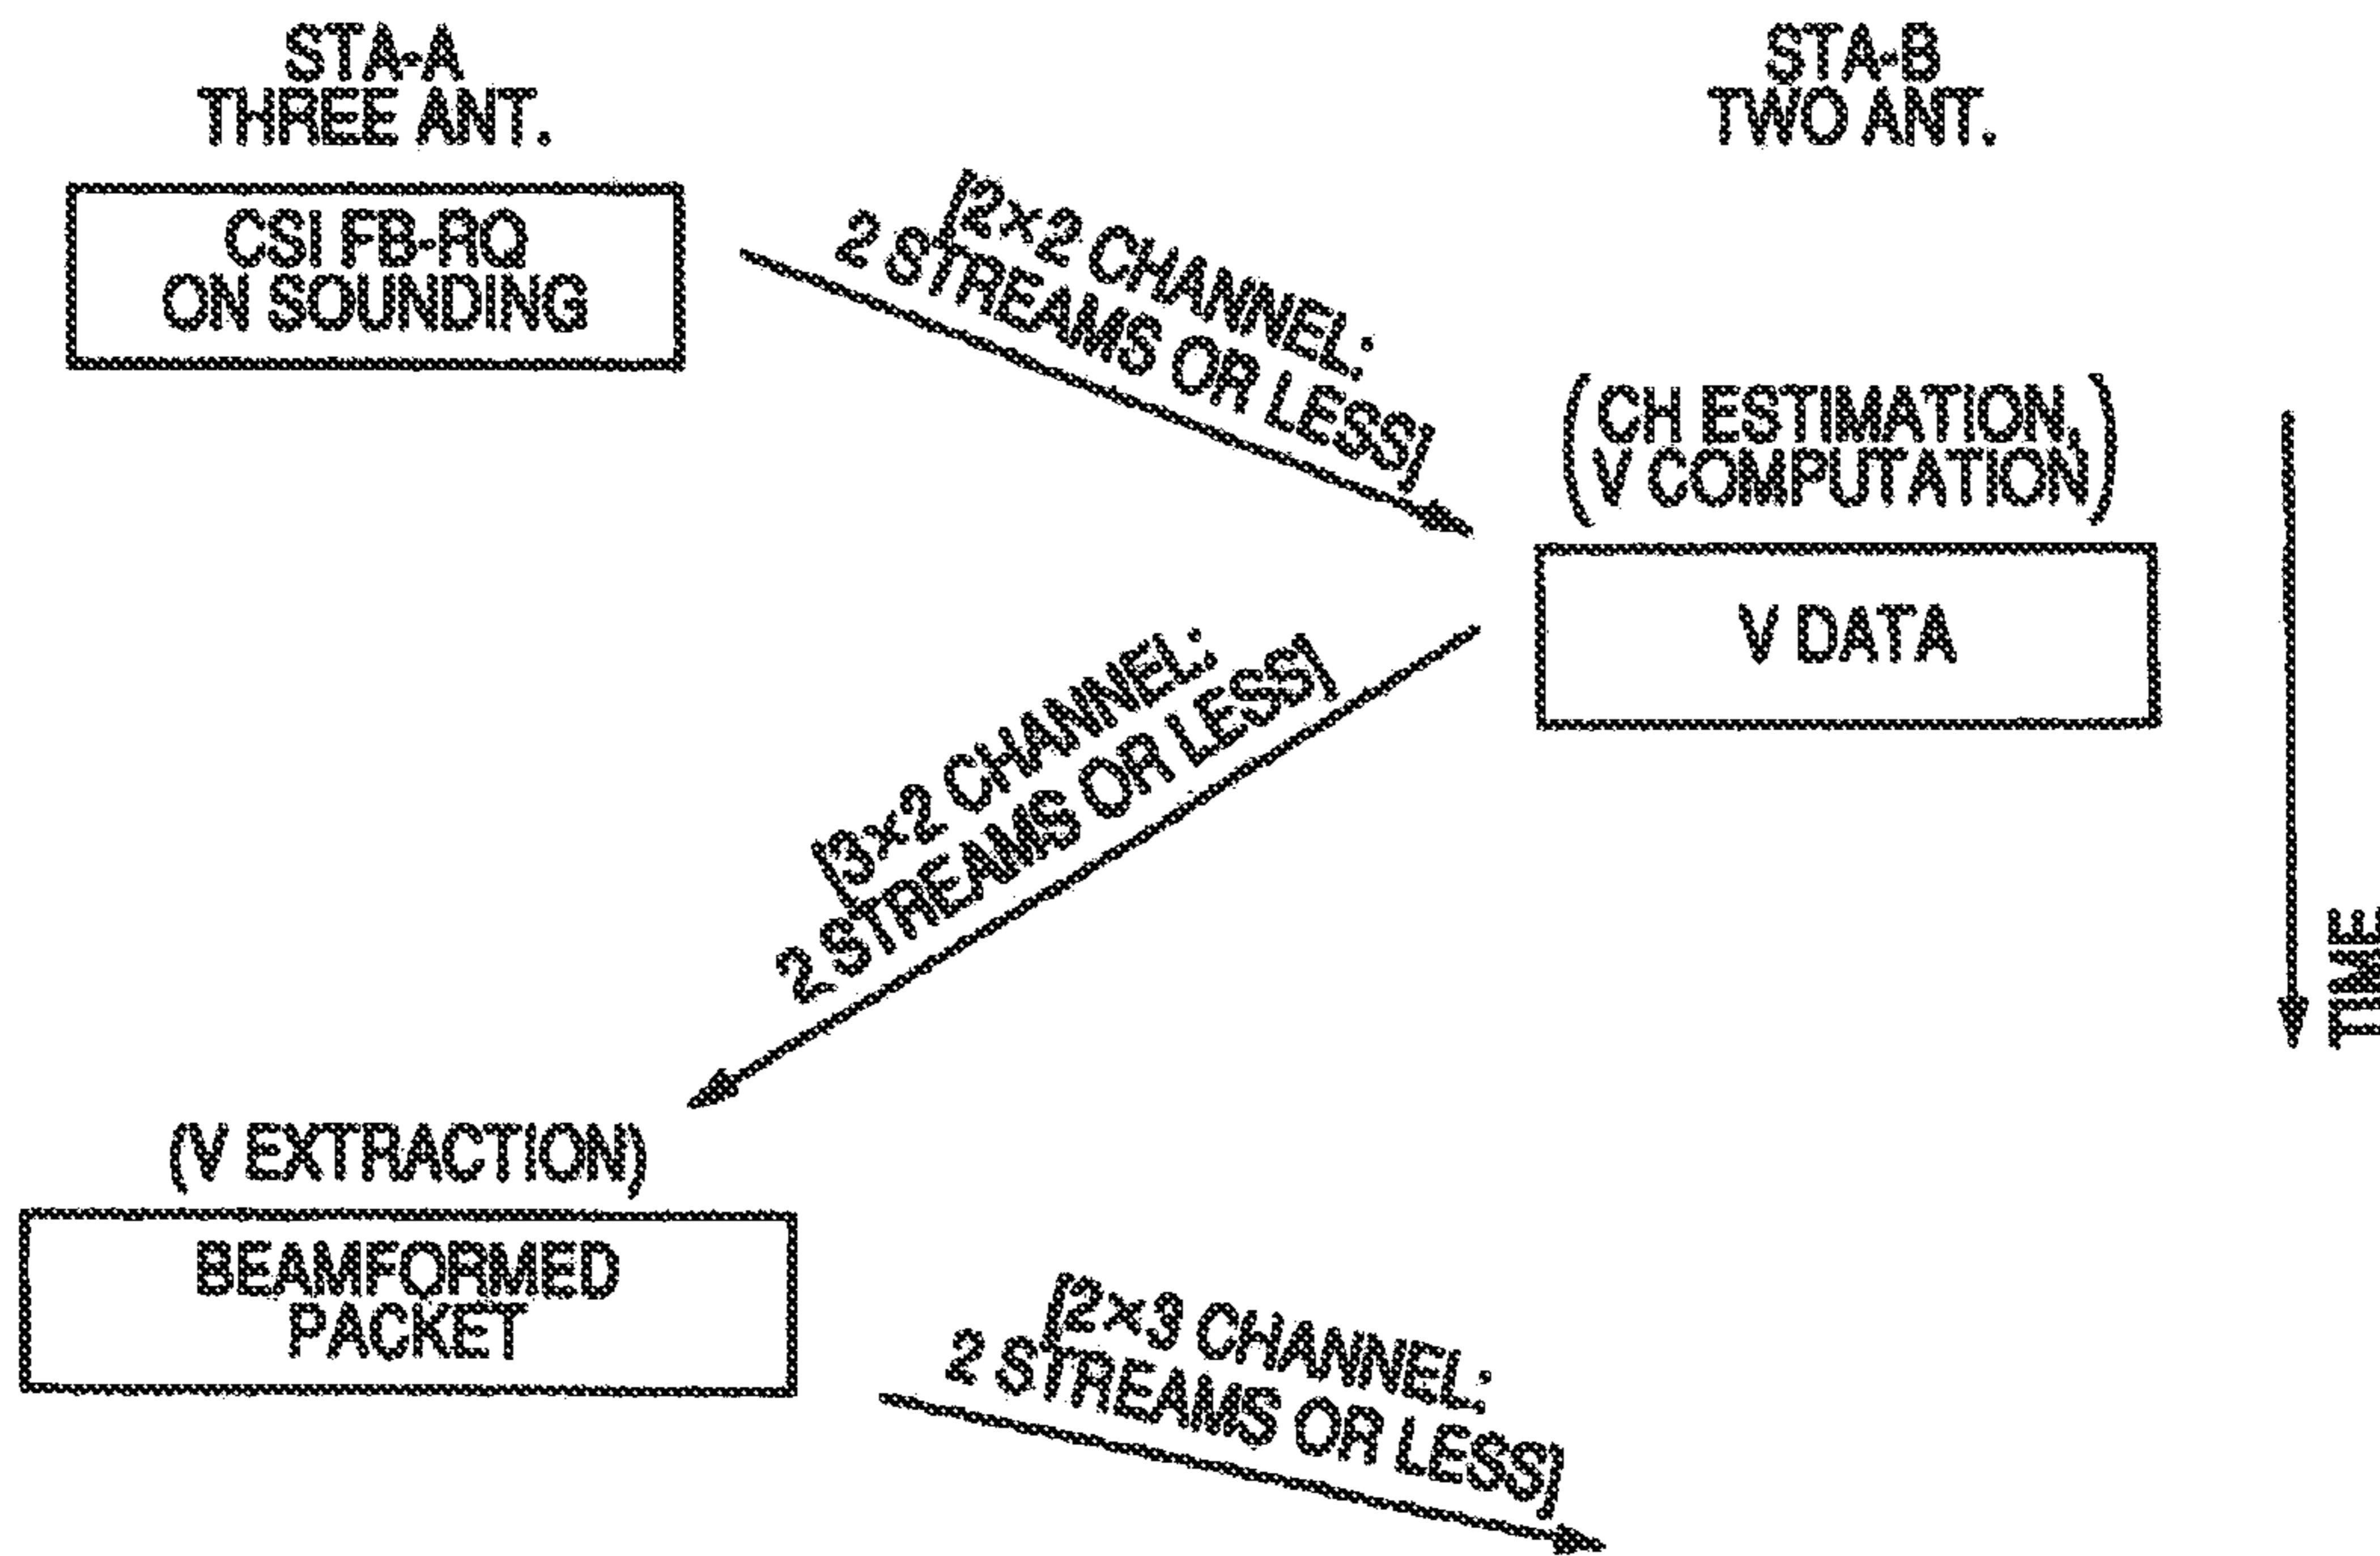 STA-A
THREE ANT.
STA-B
TWO ANT.
CSI FB-RQ
ON SOUNDING
[2×2 CHANNEL:
2 STREAMS OR LESS]
(CH ESTIMATION,
V COMPUTATION)
V DATA
[3×2 CHANNEL:
2 STREAMS OR LESS]
TIME
(V EXTRACTION)
BEAMFORMED
PACKET
[2×3 CHANNEL:
2 STREAMS OR LESS]